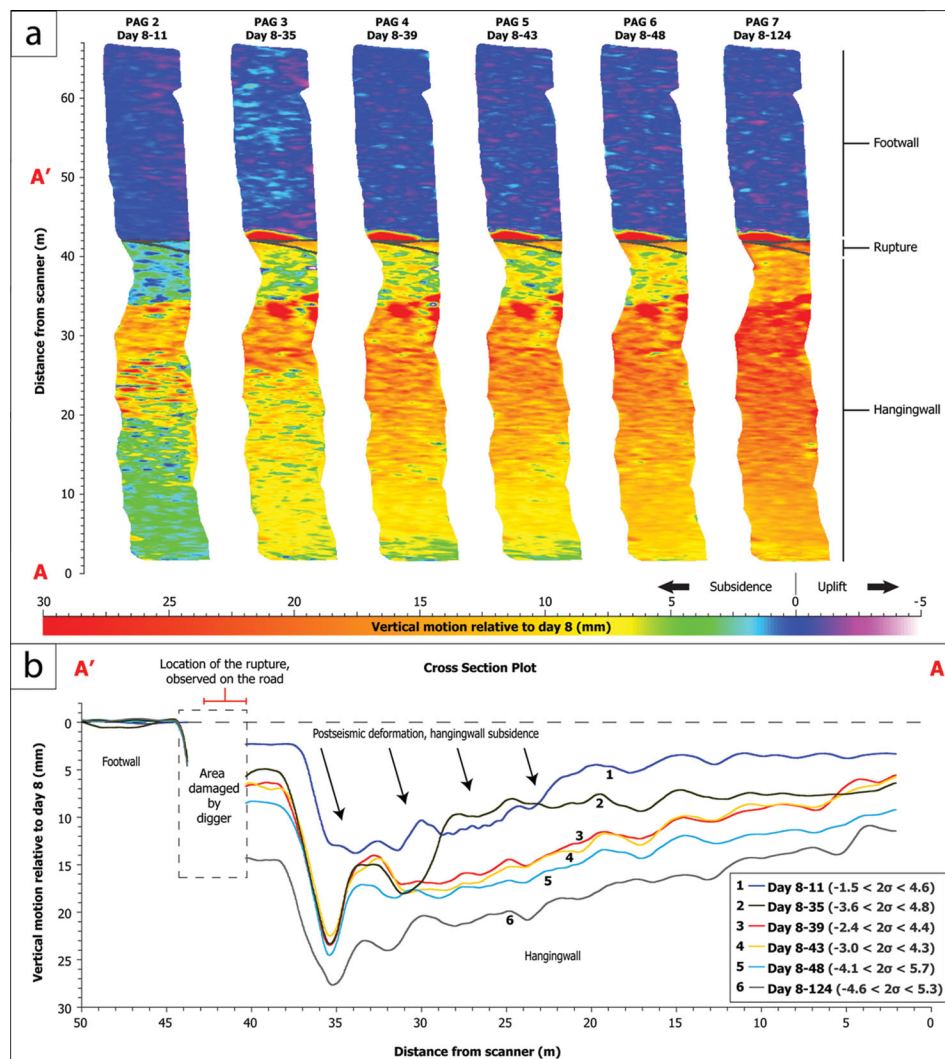 a
PAG 2
Day 8-11
PAG 3
Day 8-35
PAG 4
Day 8-39
PAG 5
Day 8-43
PAG 6
Day 8-48
PAG 7
Day 8-124
Distance from scanner (m)
60
50
40
30
20
10
0
A'
A
Footwall
Rupture
Hangingwall
Subsidence
Uplift
30
25
20
15
10
5
0
-5
Vertical motion relative to day 8 (mm)
b
A'
Location of the rupture,
observed on the road
Cross Section Plot
A
Vertical motion relative to day 8 (mm)
0
5
10
15
20
25
30
Footwall
Area
damaged
by
digger
Postseismic deformation, hangingwall subsidence
1
2
3
4
5
6
Hangingwall
1 Day 8-11 (-1.5 < 2σ < 4.6)
2 Day 8-35 (-3.6 < 2σ < 4.8)
3 Day 8-39 (-2.4 < 2σ < 4.4)
4 Day 8-43 (-3.0 < 2σ < 4.3)
5 Day 8-48 (-4.1 < 2σ < 5.7)
6 Day 8-124 (-4.6 < 2σ < 5.3)
50
45
40
35
30
25
20
15
10
5
0
Distance from scanner (m)